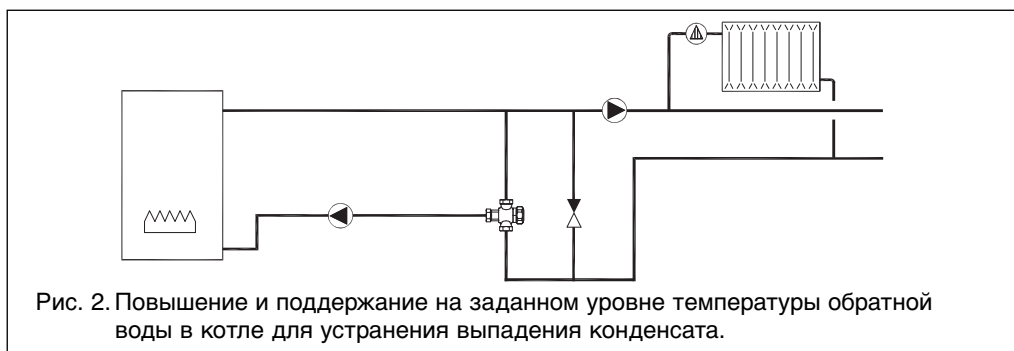 Рис. 2. Повышение и поддержание на заданном уровне температуры обратной
воды в котле для устранения выпадения конденсата.